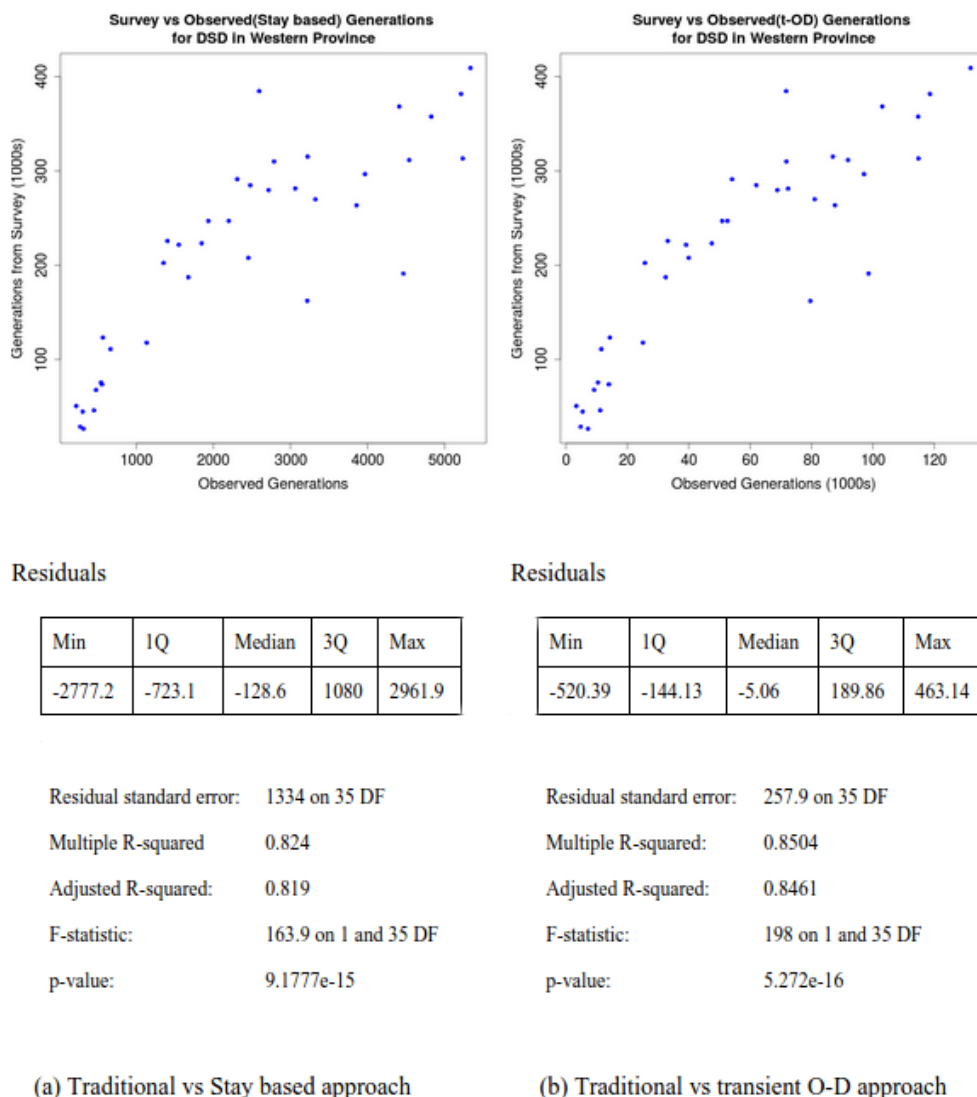 Survey vs Observed(Stay based) Generations
for DSD in Western Province
Generations from Survey (1000s)
400
300
200
100
1000 2000 3000 4000 5000
Observed Generations
Survey vs Observed(t-OD) Generations
for DSD in Western Province
Generations from Survey (1000s)
400
300
200
100
0 20 40 60 80 100 120
Observed Generations (1000s)
Residuals
Min 1Q Median 3Q Max
-2777.2 -723.1 -128.6 1080 2961.9
Residual standard error: 1334 on 35 DF
Multiple R-squared 0.824
Adjusted R-squared: 0.819
F-statistic: 163.9 on 1 and 35 DF
p-value: 9.1777e-15
(a) Traditional vs Stay based approach
Residuals
Min 1Q Median 3Q Max
-520.39 -144.13 -5.06 189.86 463.14
Residual standard error: 257.9 on 35 DF
Multiple R-squared: 0.8504
Adjusted R-squared: 0.8461
F-statistic: 198 on 1 and 35 DF
p-value: 5.272e-16
(b) Traditional vs transient O-D approach